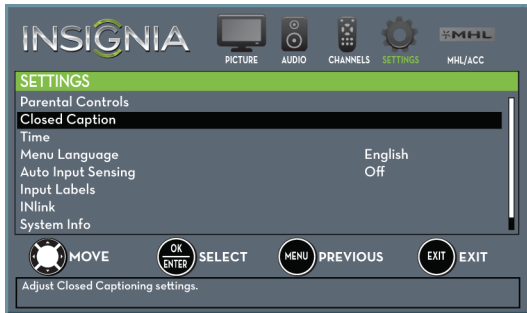 INSIGNIA
PICTURE AUDIO CHANNELS SETTINGS MHL MHL/ACC
SETTINGS
Parental Controls
Closed Caption
Time
Menu Language English
Auto Input Sensing Off
Input Labels
INlink
System Info
MOVE OK ENTER SELECT MENU PREVIOUS EXIT EXIT
Adjust Closed Captioning settings.